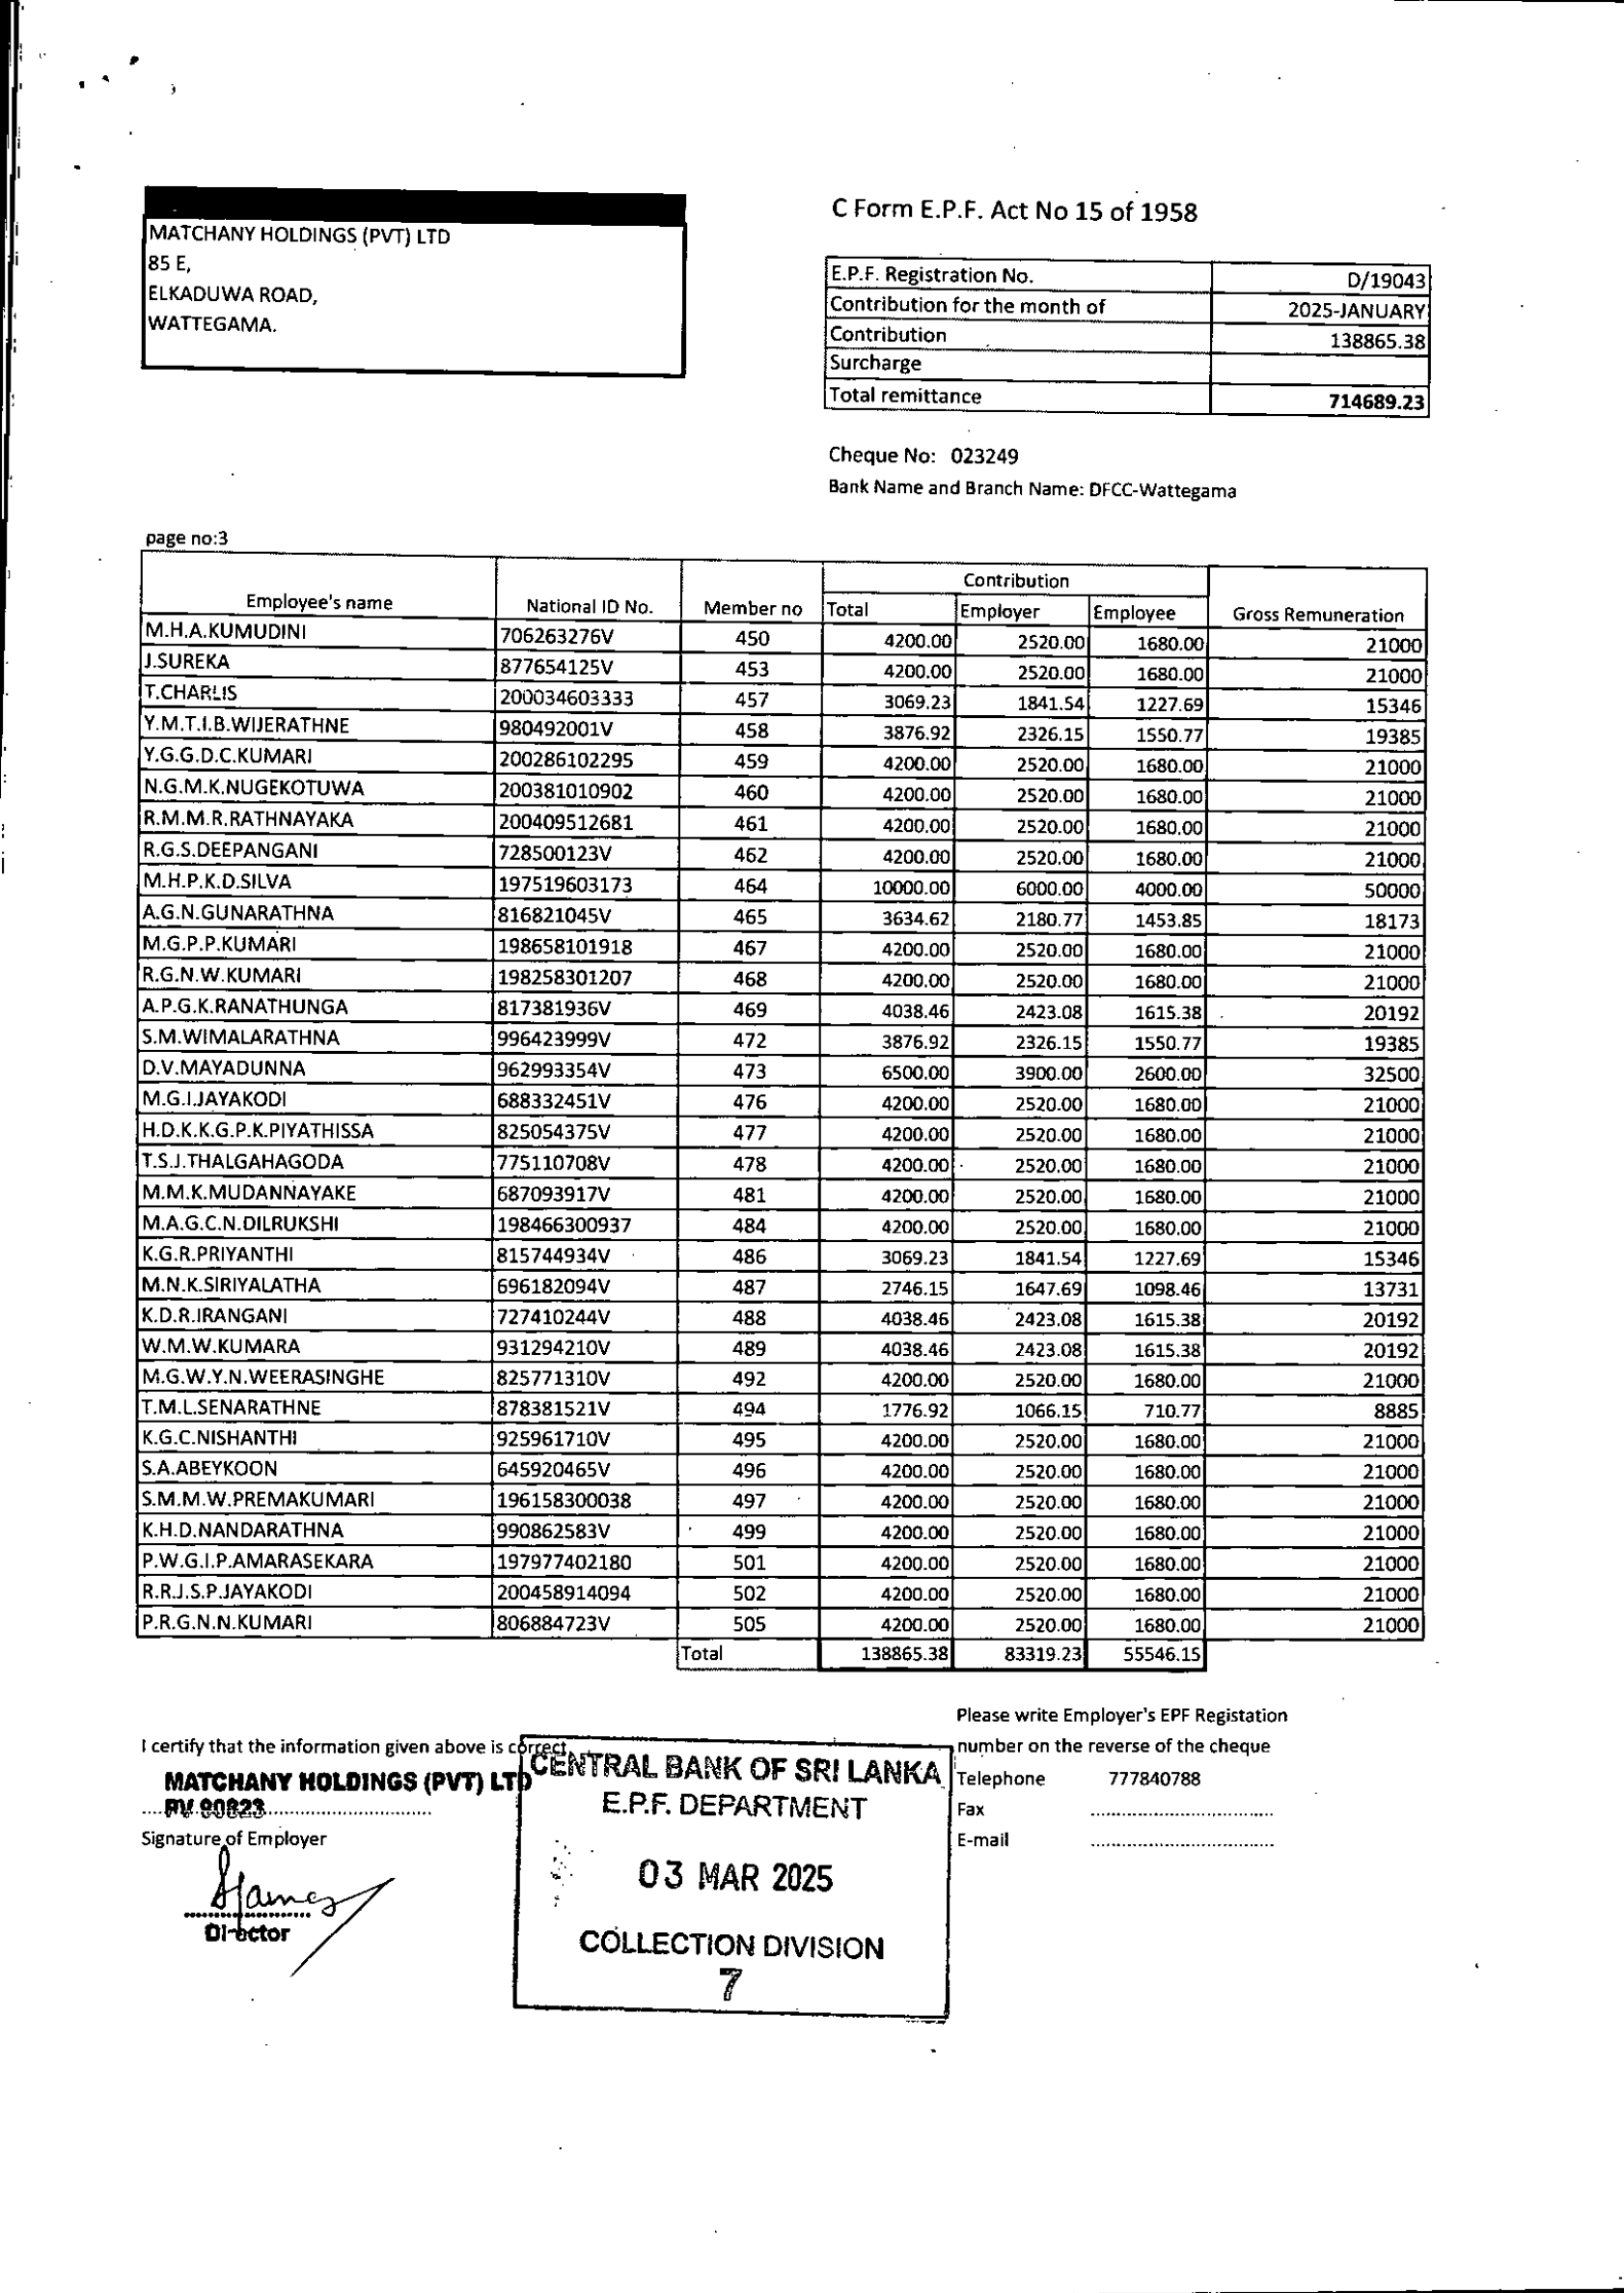 MATCHANY HOLDINGS (PVT) LTD
85 E,
ELKADUWA ROAD,
WATTEGAMA.
C Form E.P.F. Act No 15 of 1958
E.P.F. Registration No. D/19043
Contribution for the month of 2025-JANUARY
Contribution 138865.38
Surcharge
Total remittance 714689.23
Cheque No: 023249
Bank Name and Branch Name: DFCC-Wattegama
page no:3
Contribution
Employee's name National ID No. Member no Total Employer Employee Gross Remuneration
M.H.A.KUMUDINI 706263276V 450 4200.00 2520.00 1680.00 21000
J.SUREKA 877654125V 453 4200.00 2520.00 1680.00 21000
T.CHARLIS 200034603333 457 3069.23 1841.54 1227.69 15346
Y.M.T.I.B.WIJERATHNE 980492001V 458 3876.92 2326.15 1550.77 19385
Y.G.G.D.C.KUMARI 200286102295 459 4200.00 2520.00 1680.00 21000
N.G.M.K.NUGEKOTUWA 200381010902 460 4200.00 2520.00 1680.00 21000
R.M.M.R.RATHNAYAKA 200409512681 461 4200.00 2520.00 1680.00 21000
R.G.S.DEEPANGANI 728500123V 462 4200.00 2520.00 1680.00 21000
M.H.P.K.D.SILVA 197519603173 464 10000.00 6000.00 4000.00 50000
A.G.N.GUNARATHNA 816821045V 465 3634.62 2180.77 1453.85 18173
M.G.P.P.KUMARI 198658101918 467 4200.00 2520.00 1680.00 21000
R.G.N.W.KUMARI 198258301207 468 4200.00 2520.00 1680.00 21000
A.P.G.K.RANATHUNGA 817381936V 469 4038.46 2423.08 1615.38 20192
S.M.WIMALARATHNA 996423999V 472 3876.92 2326.15 1550.77 19385
D.V.MAYADUNNA 962993354V 473 6500.00 3900.00 2600.00 32500
M.G.I.JAYAKODI 688332451V 476 4200.00 2520.00 1680.00 21000
H.D.K.K.G.P.K.PIYATHISSA 825054375V 477 4200.00 2520.00 1680.00 21000
T.S.J.THALGAHAGODA 775110708V 478 4200.00 2520.00 1680.00 21000
M.M.K.MUDANNAYAKE 687093917V 481 4200.00 2520.00 1680.00 21000
M.A.G.C.N.DILRUKSHI 198466300937 484 4200.00 2520.00 1680.00 21000
K.G.R.PRIYANTHI 815744934V 486 3069.23 1841.54 1227.69 15346
M.N.K.SIRIYALATHA 696182094V 487 2746.15 1647.69 1098.46 13731
K.D.R.IRANGANI 727410244V 488 4038.46 2423.08 1615.38 20192
W.M.W.KUMARA 931294210V 489 4038.46 2423.08 1615.38 20192
M.G.W.Y.N.WEERASINGHE 825771310V 492 4200.00 2520.00 1680.00 21000
T.M.L.SENARATHNE 878381521V 494 1776.92 1066.15 710.77 8885
K.G.C.NISHANTHI 925961710V 495 4200.00 2520.00 1680.00 21000
S.A.ABEYKOON 645920465V 496 4200.00 2520.00 1680.00 21000
S.M.M.W.PREMAKUMARI 196158300038 497 4200.00 2520.00 1680.00 21000
K.H.D.NANDARATHNA 990862583V 499 4200.00 2520.00 1680.00 21000
P.W.G.I.P.AMARASEKARA 197977402180 501 4200.00 2520.00 1680.00 21000
R.R.J.S.P.JAYAKODI 200458914094 502 4200.00 2520.00 1680.00 21000
P.R.G.N.N.KUMARI 806884723V 505 4200.00 2520.00 1680.00 21000
Total 138865.38 83319.23 55546.15
Please write Employer's EPF Registation
number on the reverse of the cheque
I certify that the information given above is correct
MATCHANY HOLDINGS (PVT) LTD
PV 90823
Signature of Employer
Director
CENTRAL BANK OF SRI LANKA
E.P.F. DEPARTMENT
03 MAR 2025
COLLECTION DIVISION
7
Telephone 777840788
Fax
E-mail